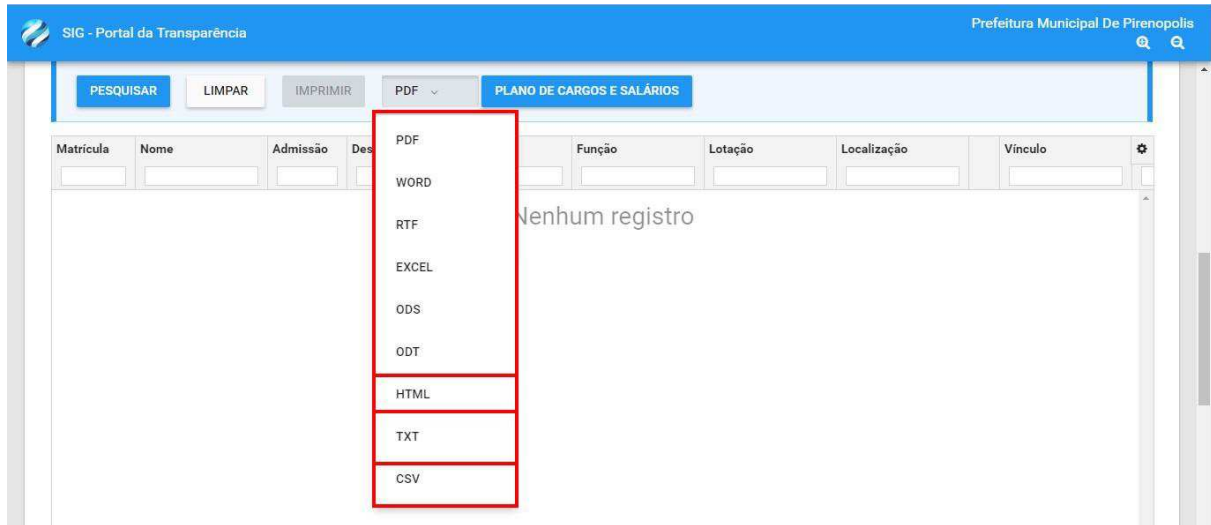 SIG - Portal da Transparência
Prefeitura Municipal De Pirenopolis
PESQUISAR LIMPAR IMPRIMIR PDF PLANO DE CARGOS E SALÁRIOS
Matrícula Nome Admissão Des Função Lotação Localização Vínculo
Nenhum registro
PDF
WORD
RTF
EXCEL
ODS
ODT
HTML
TXT
CSV